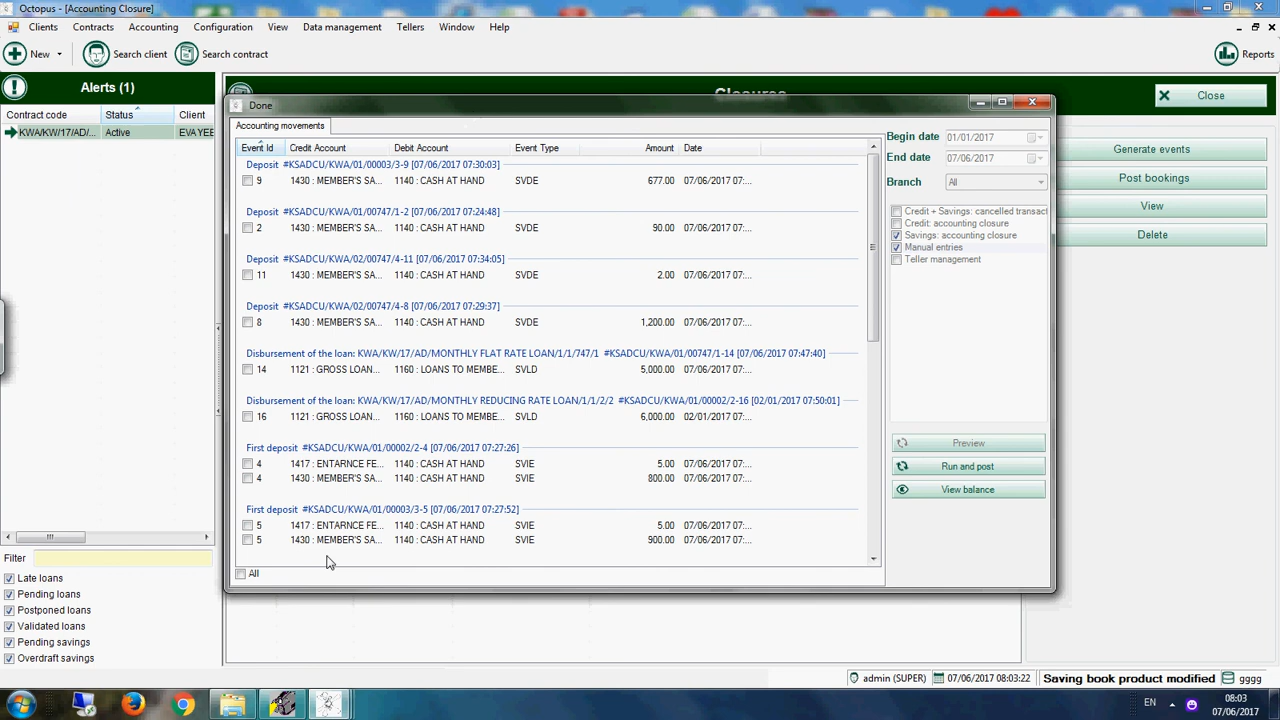 Octopus - [Accounting Closure]
Clients Contracts Accounting Configuration View Data management Tellers Window Help
New Search client Search contract Reports
Alerts (1)
Contract code Status Client
KWA/KW/17/AD/... Active EVA YEE
Filter
Late loans
Pending loans
Postponed loans
Validated loans
Pending savings
Overdraft savings
Closures
Close
Generate events
Post bookings
View
Delete
Done
Accounting movements
Event Id Credit Account Debit Account Event Type Amount Date
Deposit #KSADCU/KWA/01/00003/3-9 [07/06/2017 07:30:03]
9 1430 : MEMBER'S SA... 1140 : CASH AT HAND SVDE 677.00 07/06/2017 07:...
Deposit #KSADCU/KWA/01/00747/1-2 [07/06/2017 07:24:48]
2 1430 : MEMBER'S SA... 1140 : CASH AT HAND SVDE 90.00 07/06/2017 07:...
Deposit #KSADCU/KWA/02/00747/4-11 [07/06/2017 07:34:05]
11 1430 : MEMBER'S SA... 1140 : CASH AT HAND SVDE 2.00 07/06/2017 07:...
Deposit #KSADCU/KWA/02/00747/4-8 [07/06/2017 07:29:37]
8 1430 : MEMBER'S SA... 1140 : CASH AT HAND SVDE 1,200.00 07/06/2017 07:...
Disbursement of the loan: KWA/KW/17/AD/MONTHLY FLAT RATE LOAN/1/1/747/1 #KSADCU/KWA/01/00747/1-14 [07/06/2017 07:47:40]
14 1121 : GROSS LOAN... 1160 : LOANS TO MEMBE... SVLD 5,000.00 07/06/2017 07:...
Disbursement of the loan: KWA/KW/17/AD/MONTHLY REDUCING RATE LOAN/1/1/2/2 #KSADCU/KWA/01/00002/2-16 [02/01/2017 07:50:01]
16 1121 : GROSS LOAN... 1160 : LOANS TO MEMBE... SVLD 6,000.00 02/01/2017 07:...
First deposit #KSADCU/KWA/01/00002/2-4 [07/06/2017 07:27:26]
4 1417 : ENTARNCE FE... 1140 : CASH AT HAND SVIE 5.00 07/06/2017 07:...
4 1430 : MEMBER'S SA... 1140 : CASH AT HAND SVIE 800.00 07/06/2017 07:...
First deposit #KSADCU/KWA/01/00003/3-5 [07/06/2017 07:27:52]
5 1417 : ENTARNCE FE... 1140 : CASH AT HAND SVIE 5.00 07/06/2017 07:...
5 1430 : MEMBER'S SA... 1140 : CASH AT HAND SVIE 900.00 07/06/2017 07:...
All
Begin date 01/01/2017
End date 07/06/2017
Branch All
Credit + Savings: cancelled transact
Credit: accounting closure
Savings: accounting closure
Manual entries
Teller management
Preview
Run and post
View balance
admin (SUPER) 07/06/2017 08:03:22 Saving book product modified gggg
EN 08:03
07/06/2017